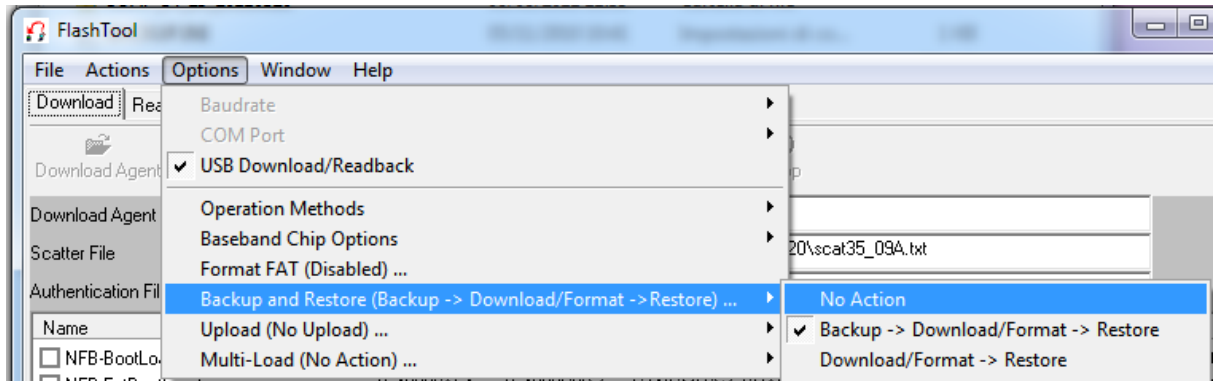 FlashTool
File Actions Options Window Help
Download Rea
Baudrate
COM Port
Download Agent
USB Download/Readback
Download Agent
Operation Methods
Baseband Chip Options
Scatter File
20\scat35_09A.txt
Format FAT (Disabled) ...
Authentication Fil
Backup and Restore (Backup -> Download/Format ->Restore) ...
No Action
Name
Upload (No Upload) ...
Backup -> Download/Format -> Restore
NFB-BootLo
Multi-Load (No Action) ...
Download/Format -> Restore